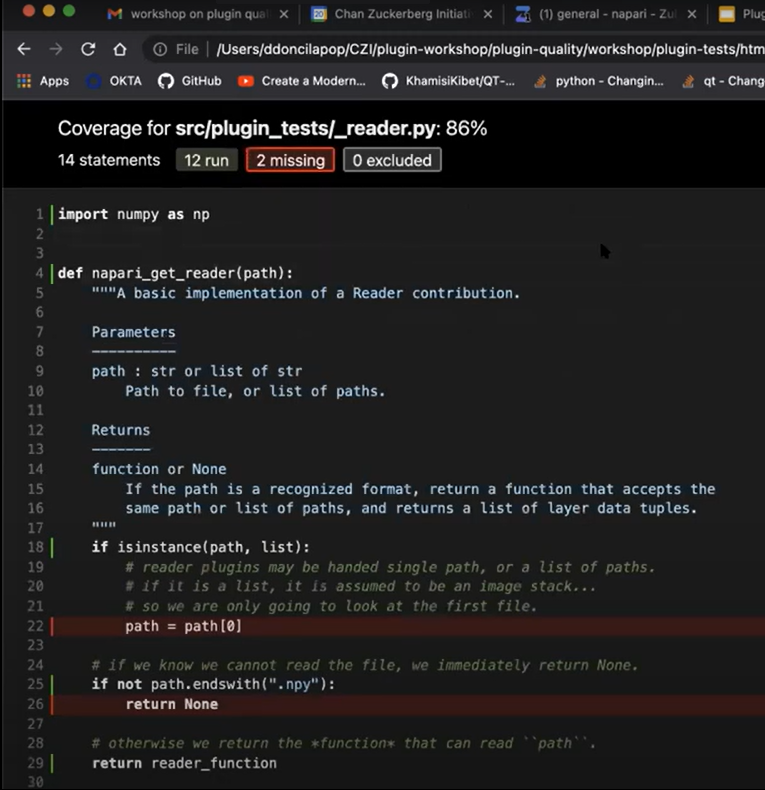 workshop on plugin qual
Chan Zuckerberg Initiati
(1) general - napari - Zul
Plug
File | /Users/ddoncilapop/CZI/plugin-workshop/plugin-quality/workshop/plugin-tests/htm
Apps OKTA GitHub Create a Modern... KhamisiKibet/QT-... python - Changin... qt - Chang
Coverage for src/plugin_tests/_reader.py: 86%
14 statements 12 run 2 missing 0 excluded
1 import numpy as np
2
3
4 def napari_get_reader(path):
5 """A basic implementation of a Reader contribution.
6
7 Parameters
8 ----------
9 path : str or list of str
10 Path to file, or list of paths.
11
12 Returns
13 -------
14 function or None
15 If the path is a recognized format, return a function that accepts the
16 same path or list of paths, and returns a list of layer data tuples.
17 """
18 if isinstance(path, list):
19 # reader plugins may be handed single path, or a list of paths.
20 # if it is a list, it is assumed to be an image stack...
21 # so we are only going to look at the first file.
22 path = path[0]
23
24 # if we know we cannot read the file, we immediately return None.
25 if not path.endswith(".npy"):
26 return None
27
28 # otherwise we return the *function* that can read ``path``.
29 return reader_function
30